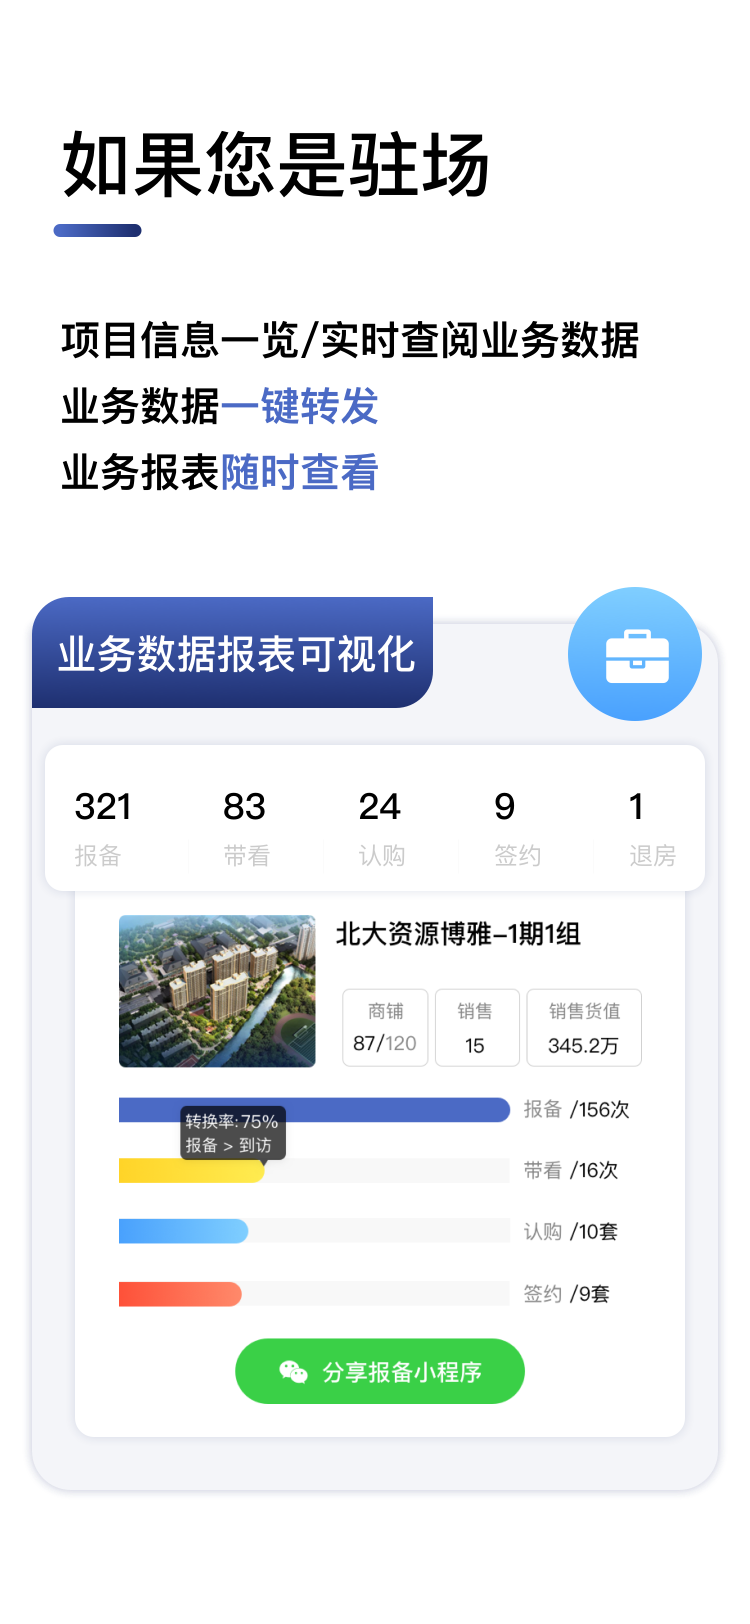 如果您是驻场
项目信息一览/实时查阅业务数据
业务数据一键转发
业务报表随时查看
业务数据报表可视化
321 83 24 9 1
报备 带看 认购 签约 退房
北大资源博雅-1期1组
商铺 销售 销售货值
87/120 15 345.2万
报备 /156次
转换率:75%
报备 > 到访
带看 /16次
认购 /10套
签约 /9套
分享报备小程序